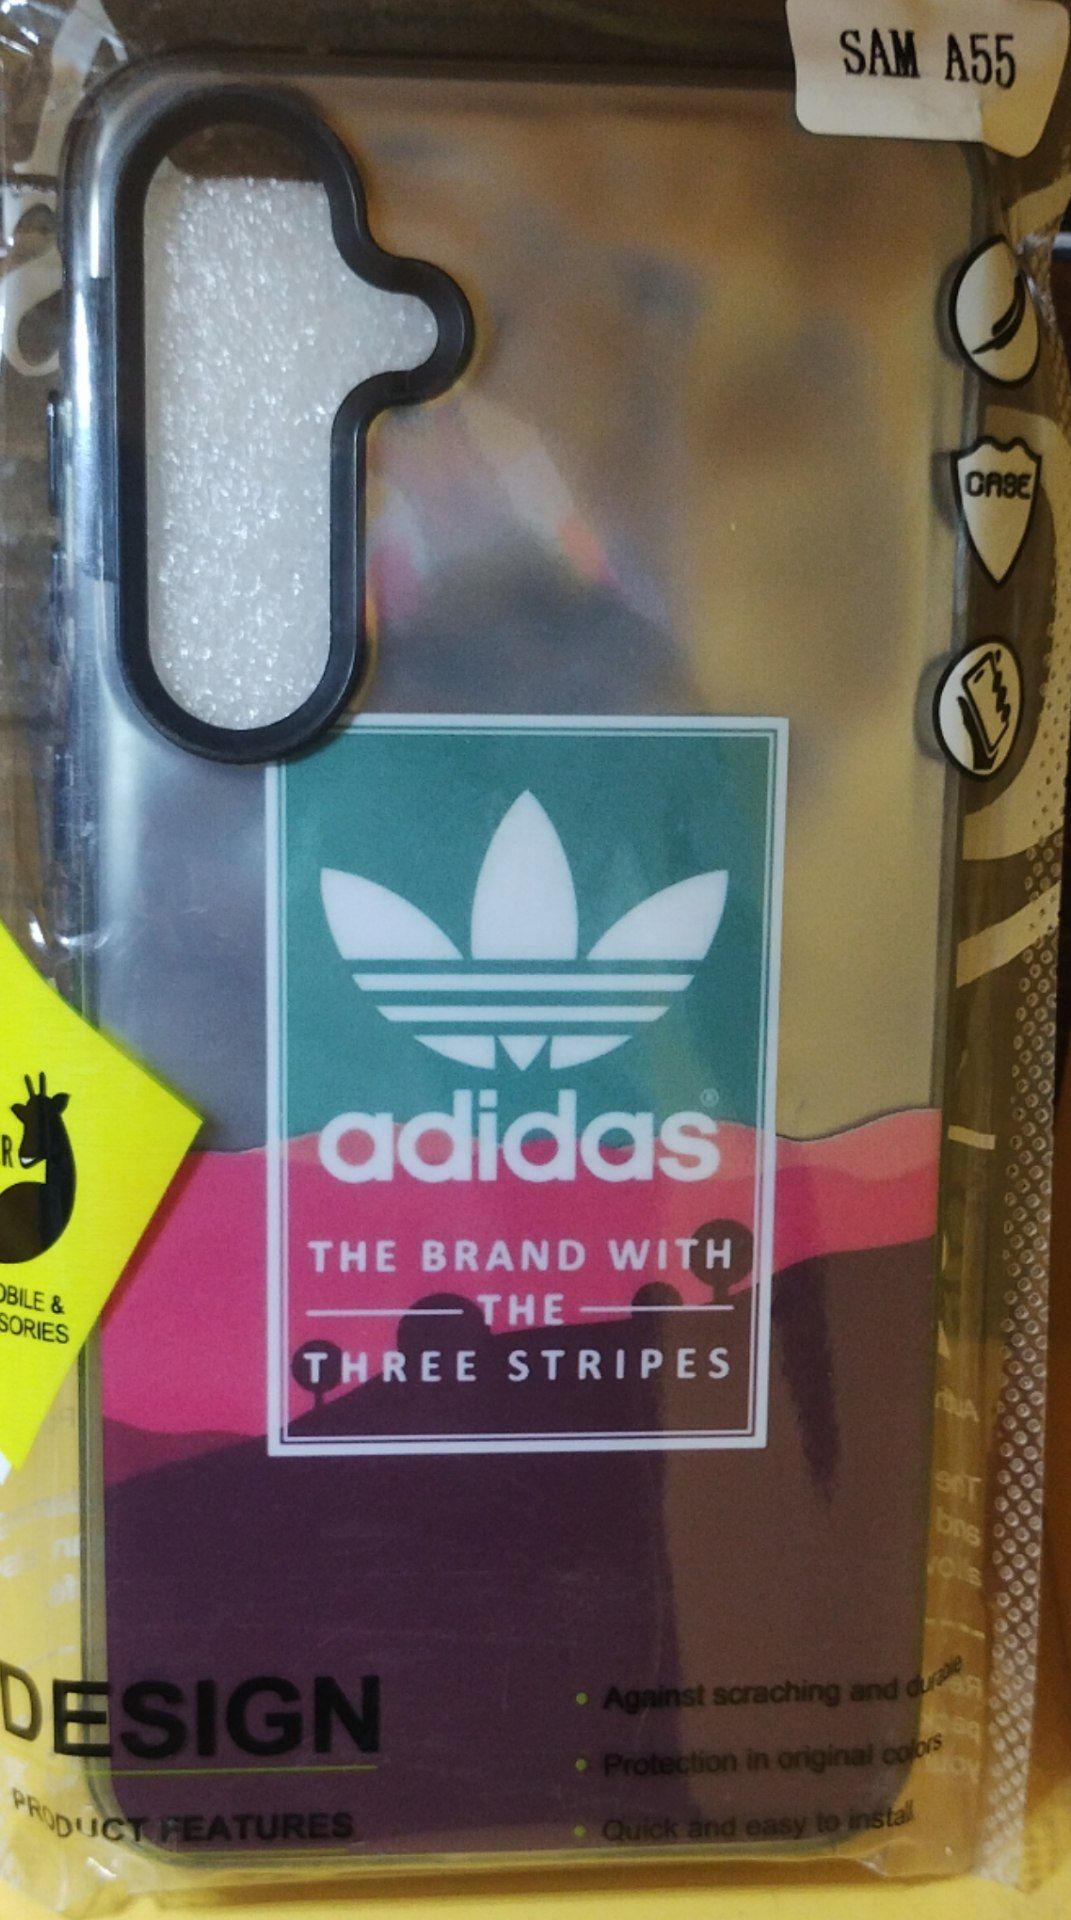 SAM A55
CASE
adidas®
THE BRAND WITH
THE
THREE STRIPES
R
OBILE &
SORIES
DESIGN
PRODUCT FEATURES
• Against scraching and durable
• Protection in original colors
• Quick and easy to install